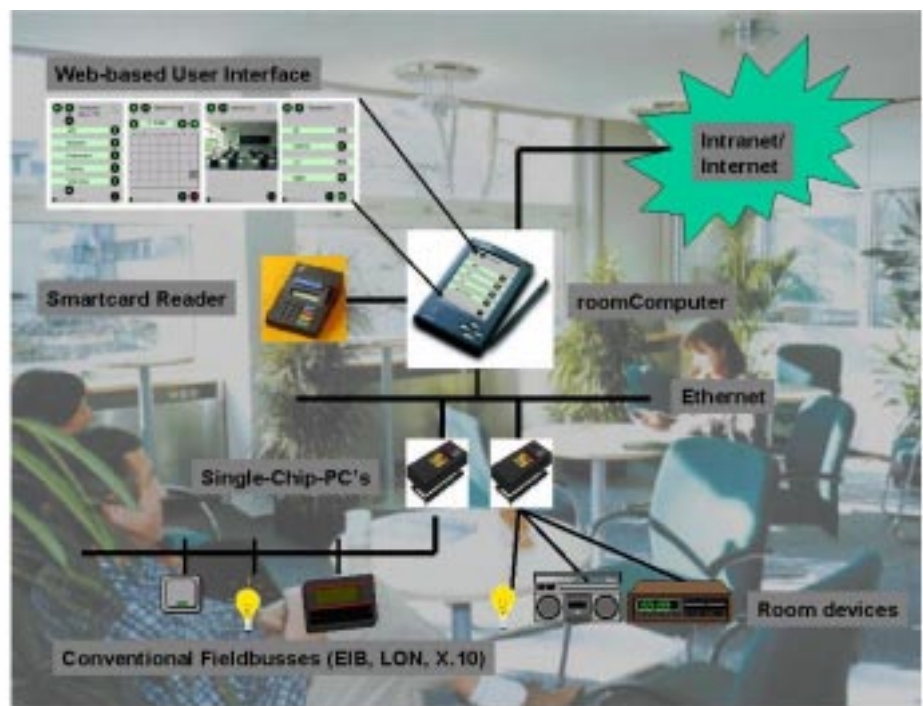 Web-based User Interface
Intranet/
Internet
Smartcard Reader
roomComputer
Ethernet
Single-Chip-PC's
Room devices
Conventional Fieldbusses (EIB, LON, X.10)